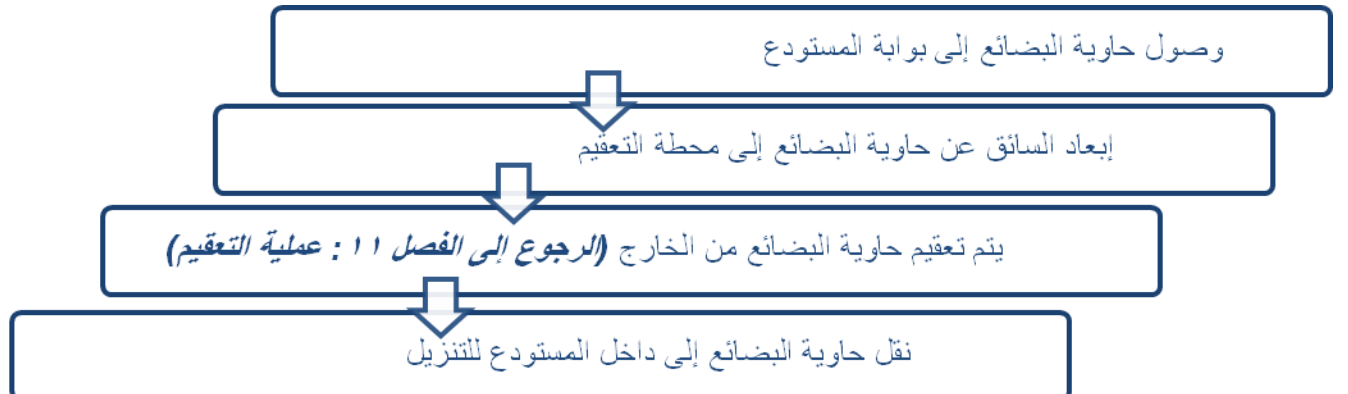 وصول حاوية البضائع إلى بوابة المستودع
إبعاد السائق عن حاوية البضائع إلى محطة التعقيم
يتم تعقيم حاوية البضائع من الخارج (الرجوع إلى الفصل ١١ : عملية التعقيم)
نقل حاوية البضائع إلى داخل المستودع للتنزيل